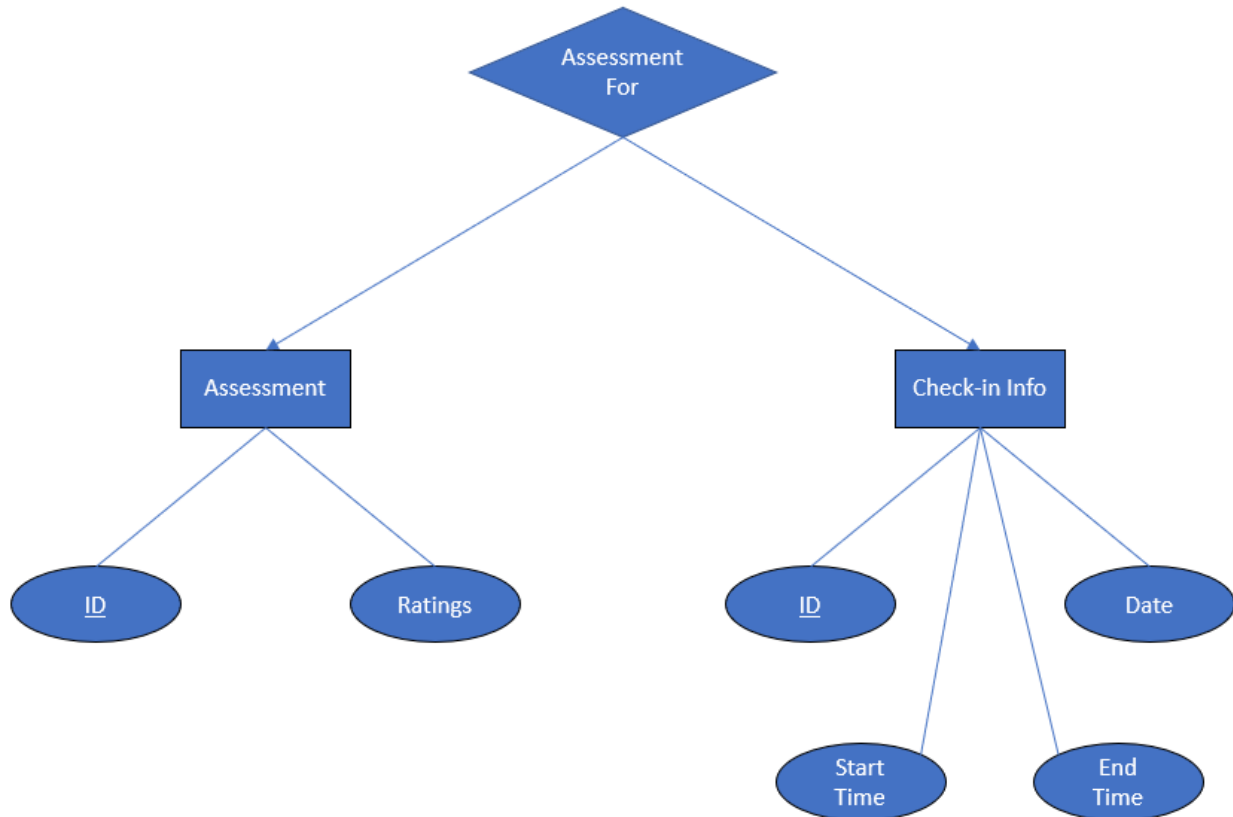 Assessment
For
Assessment
Check-in Info
ID
Ratings
ID
Date
Start
Time
End
Time